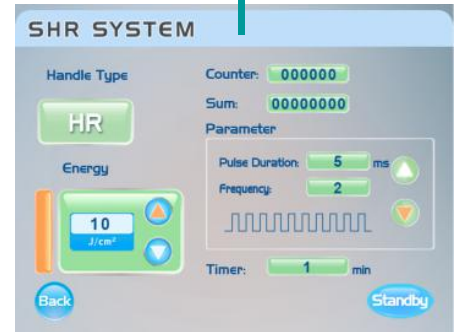 SHR SYSTEM
Handle Type
HR
Energy
10
J/cm²
Back
Counter: 000000
Sum: 00000000
Parameter
Pulse Duration: 5 ms
Frequency: 2
Timer: 1 min
Standby